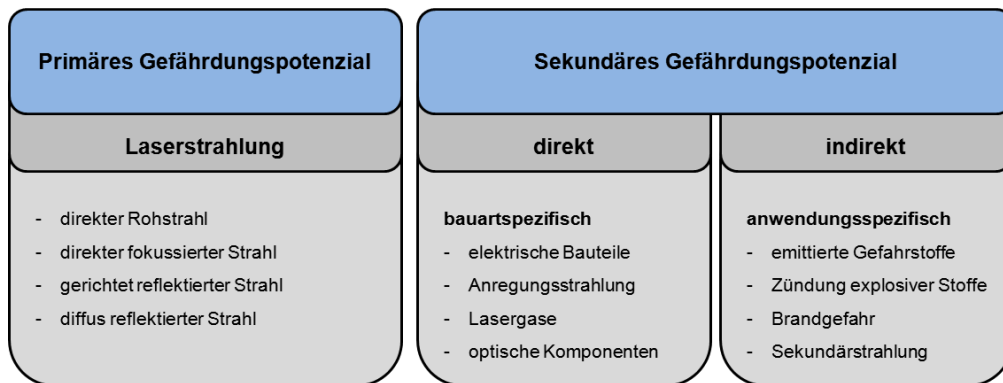 Primäres Gefährdungspotenzial
Laserstrahlung
- direkter Rohstrahl
- direkter fokussierter Strahl
- gerichtet reflektierter Strahl
- diffus reflektierter Strahl
Sekundäres Gefährdungspotenzial
direkt
bauartspezifisch
- elektrische Bauteile
- Anregungsstrahlung
- Lasergase
- optische Komponenten
indirekt
anwendungsspezifisch
- emittierte Gefahrstoffe
- Zündung explosiver Stoffe
- Brandgefahr
- Sekundärstrahlung